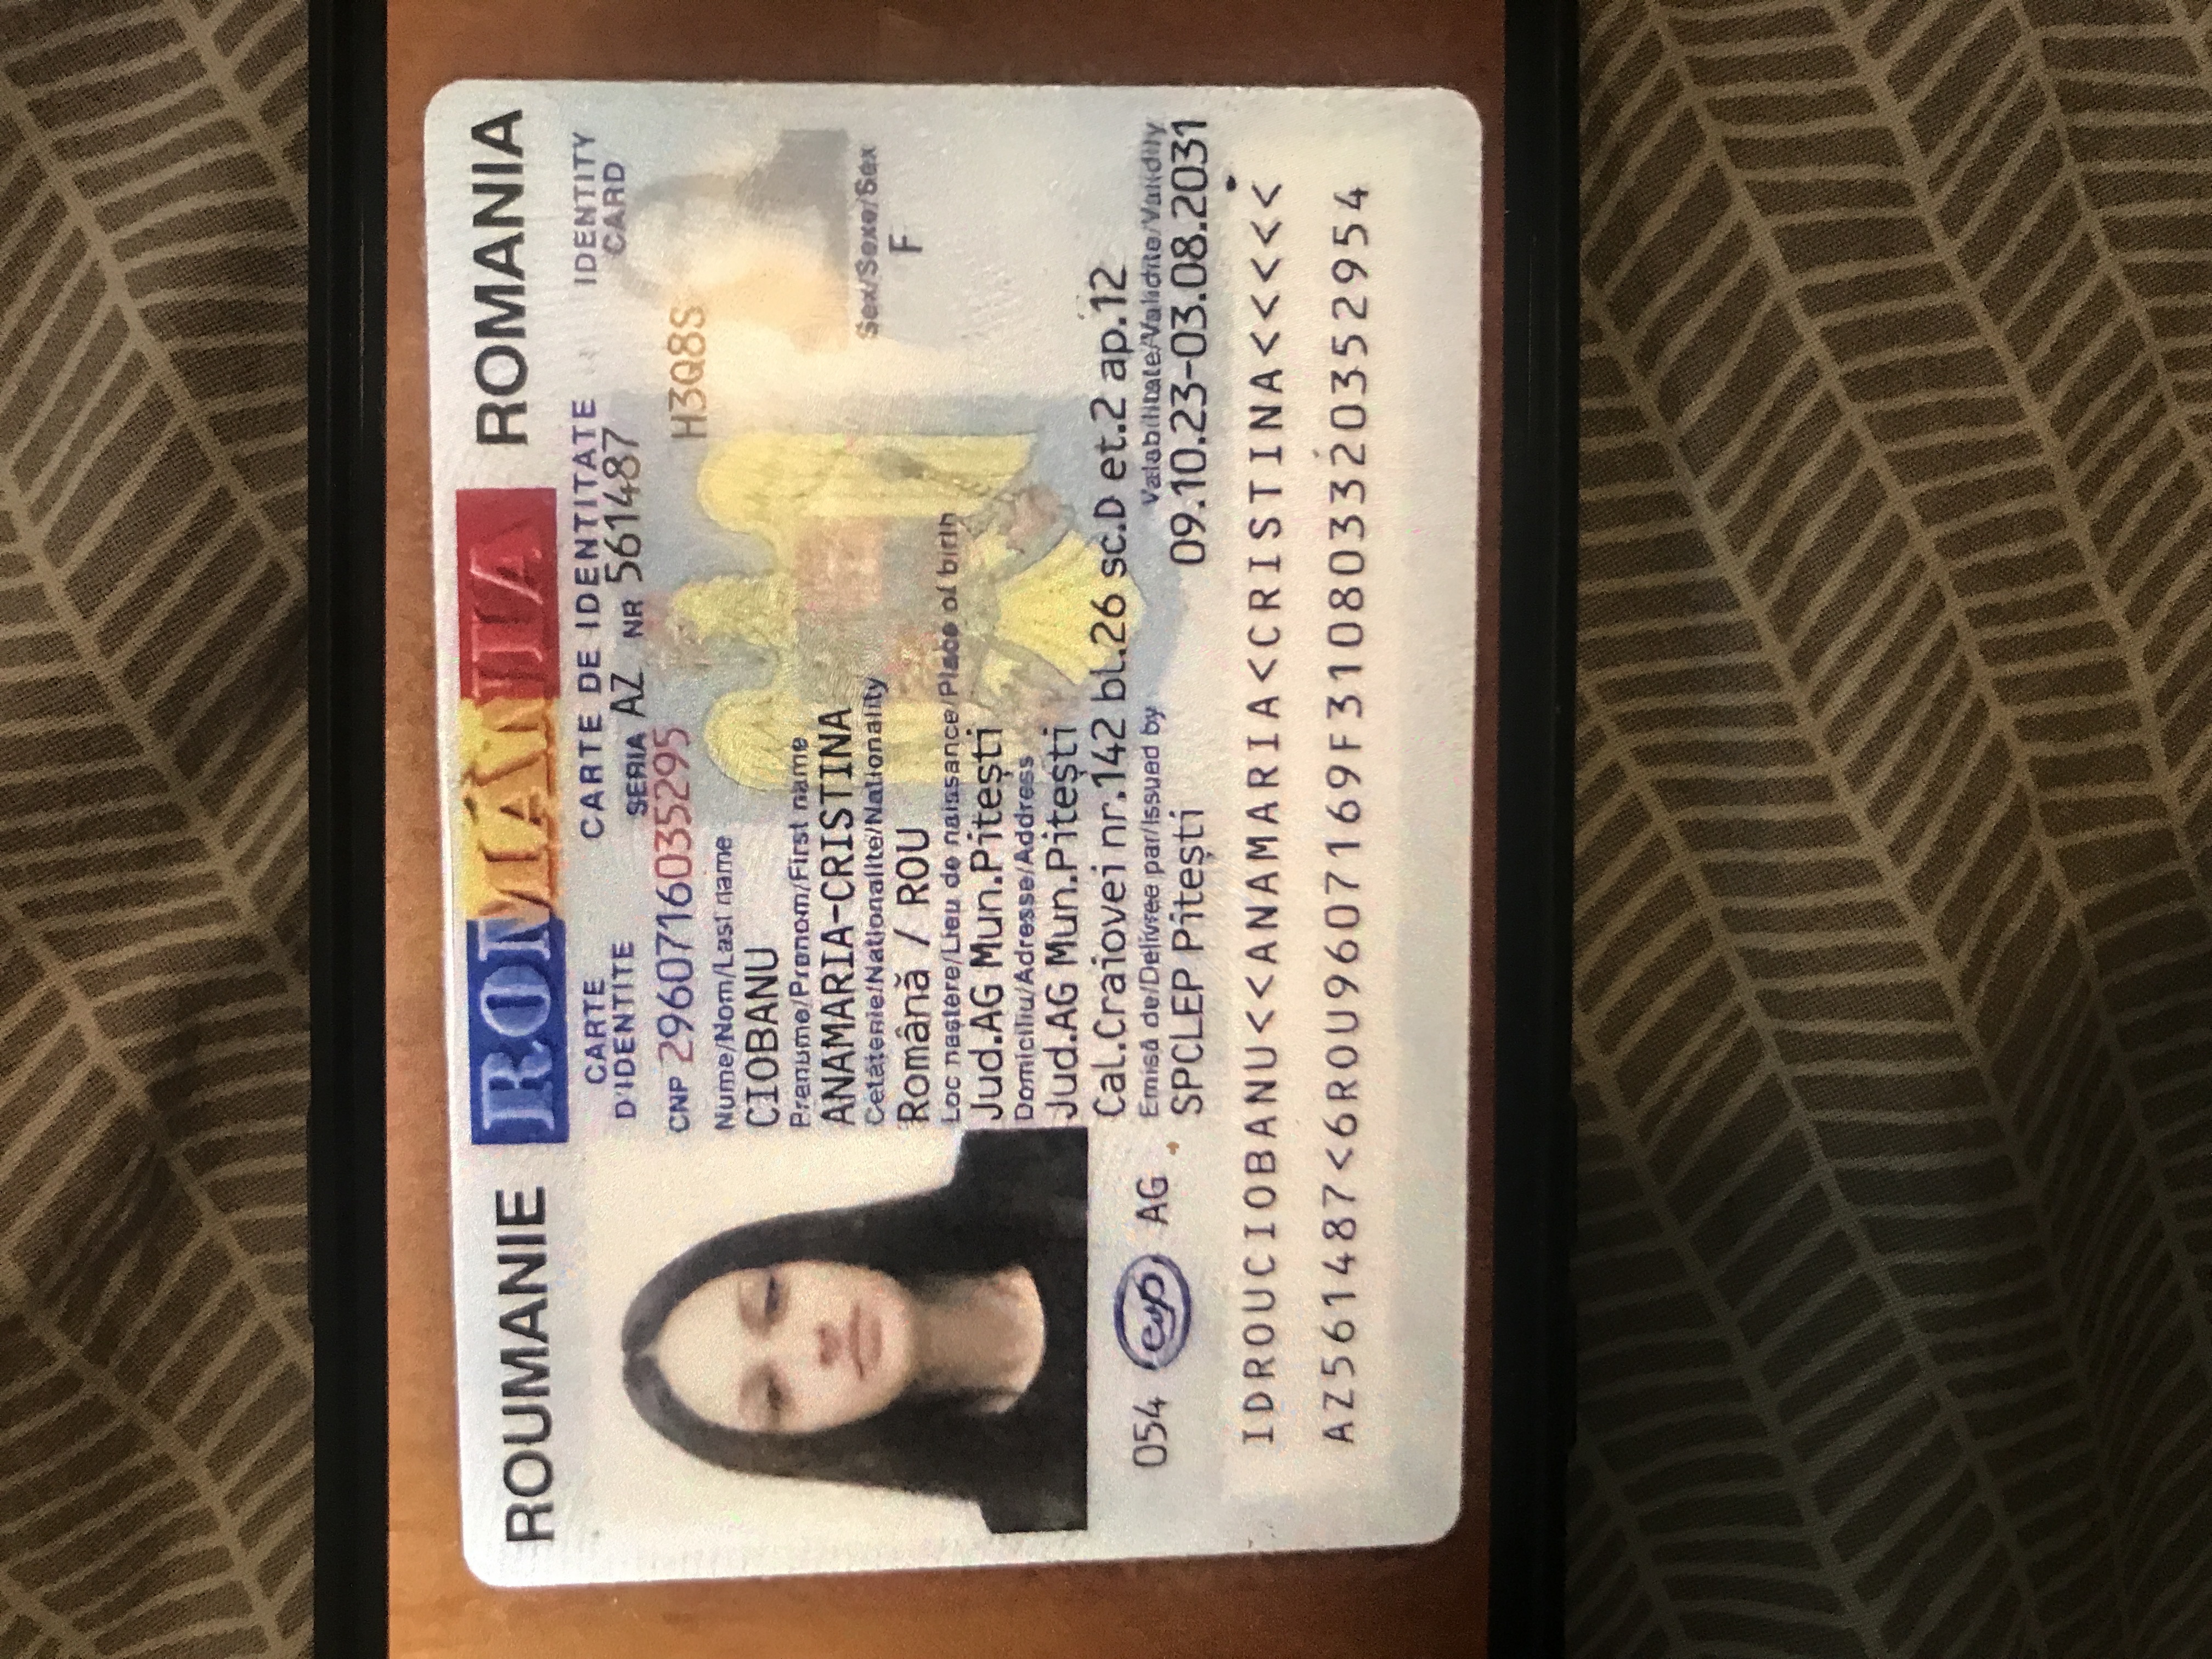 ROUMANIE ROMÂNIA ROMANIA
CARTE D'IDENTITE CARTE DE IDENTITATE IDENTITY CARD
SERIA AZ NR 561487
CNP 2960716035295
H3Q8S
Nume/Nom/Last name
CIOBANU
Prenume/Prenom/First name
ANAMARIA-CRISTINA
Cetățenie/Nationalite/Nationality
Română / ROU
Sex/Sexe/Sex
F
Loc naștere/Lieu de naissance/Place of birth
Jud.AG Mun.Pitești
Domiciliu/Adresse/Address
Jud.AG Mun.Pitești
Cal.Craiovei nr.142 bl.26 sc.D et.2 ap.12
054 esp AG
Emisă de/Delivree par/Issued by Valabilitate/Validite/Validity
SPCLEP Pitești 09.10.23-03.08.2031
IDROUCIOBANU<<ANAMARIA<CRISTINA<<<<<
AZ561487<6ROU9607169F310803320352954